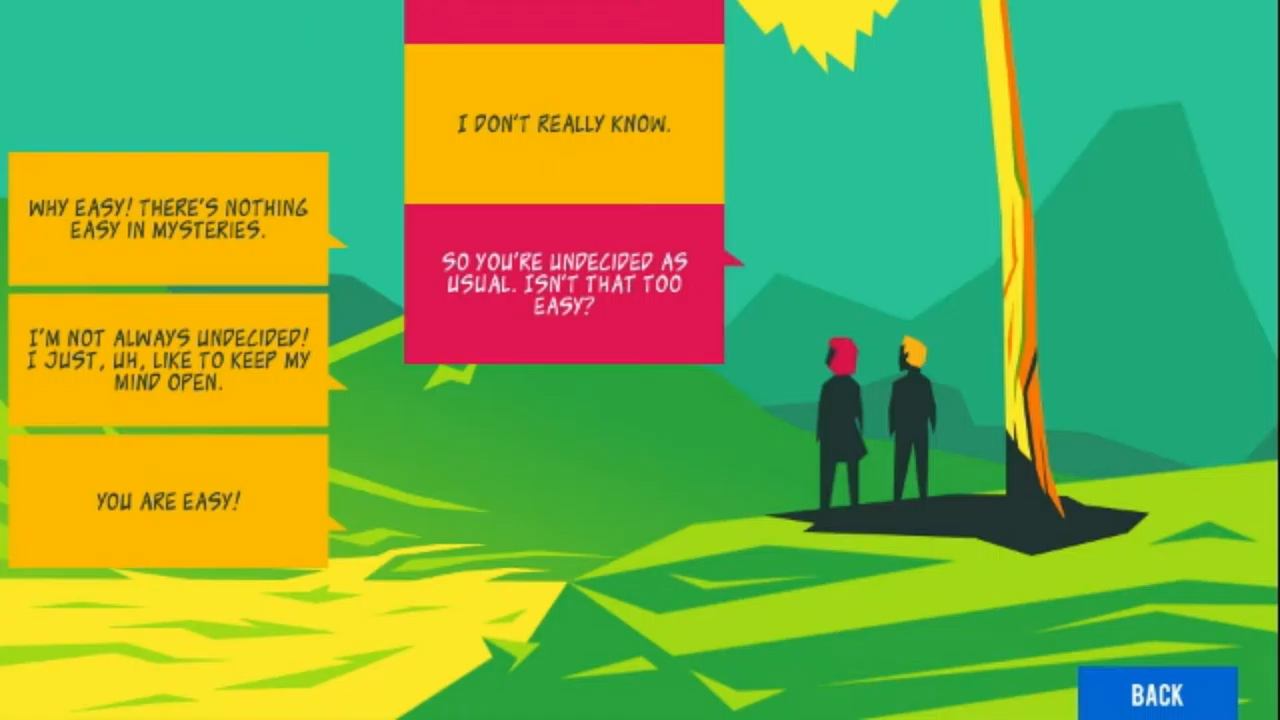 I DON'T REALLY KNOW.
SO YOU'RE UNDECIDED AS
USUAL. ISN'T THAT TOO
EASY?
WHY EASY! THERE'S NOTHING
EASY IN MYSTERIES.
I'M NOT ALWAYS UNDECIDED!
I JUST, UH, LIKE TO KEEP MY
MIND OPEN.
YOU ARE EASY!
BACK